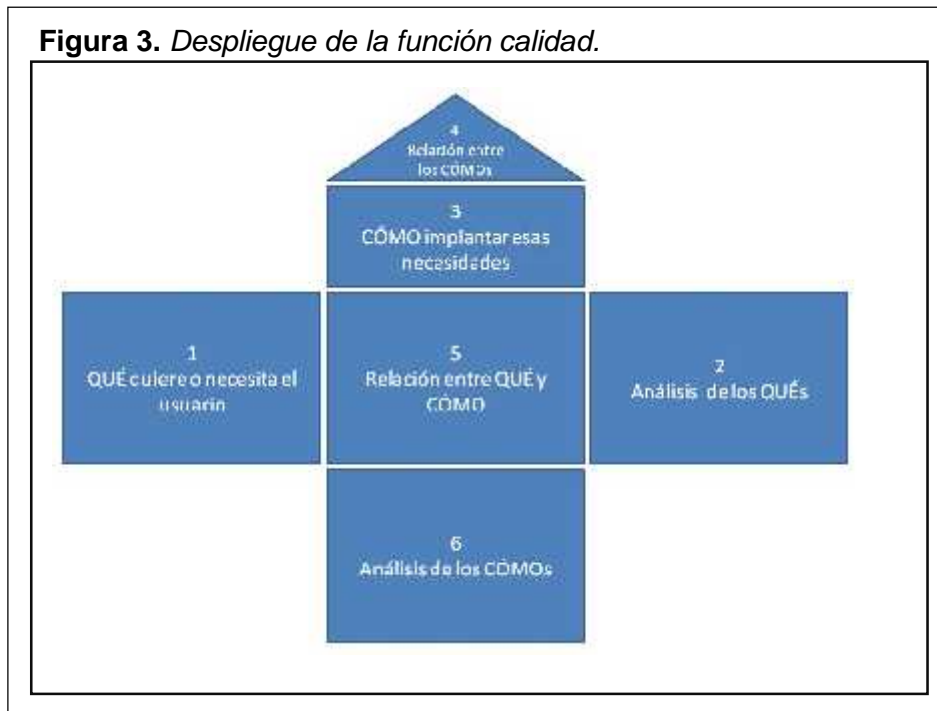 Figura 3. Despliegue de la función calidad.
4
Relación entre
los CÓMOs
3
CÓMO implantar esas
necesidades
1
QUÉ quiere o necesita el
usuario
5
Relación entre QUÉ y
CÓMO
2
Análisis de los QUÉs
6
Análisis de los CÓMOs